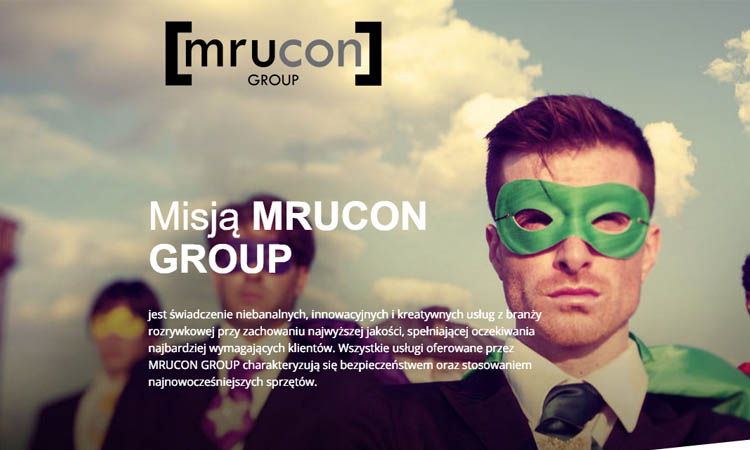 [mrucon]
GROUP
Misją MRUCON
GROUP
jest świadczenie niebanalnych, innowacyjnych i kreatywnych usług z branży
rozrywkowej przy zachowaniu najwyższej jakości, spełniającej oczekiwania
najbardziej wymagających klientów. Wszystkie usługi oferowane przez
MRUCON GROUP charakteryzują się bezpieczeństwem oraz stosowaniem
najnowocześniejszych sprzętów.